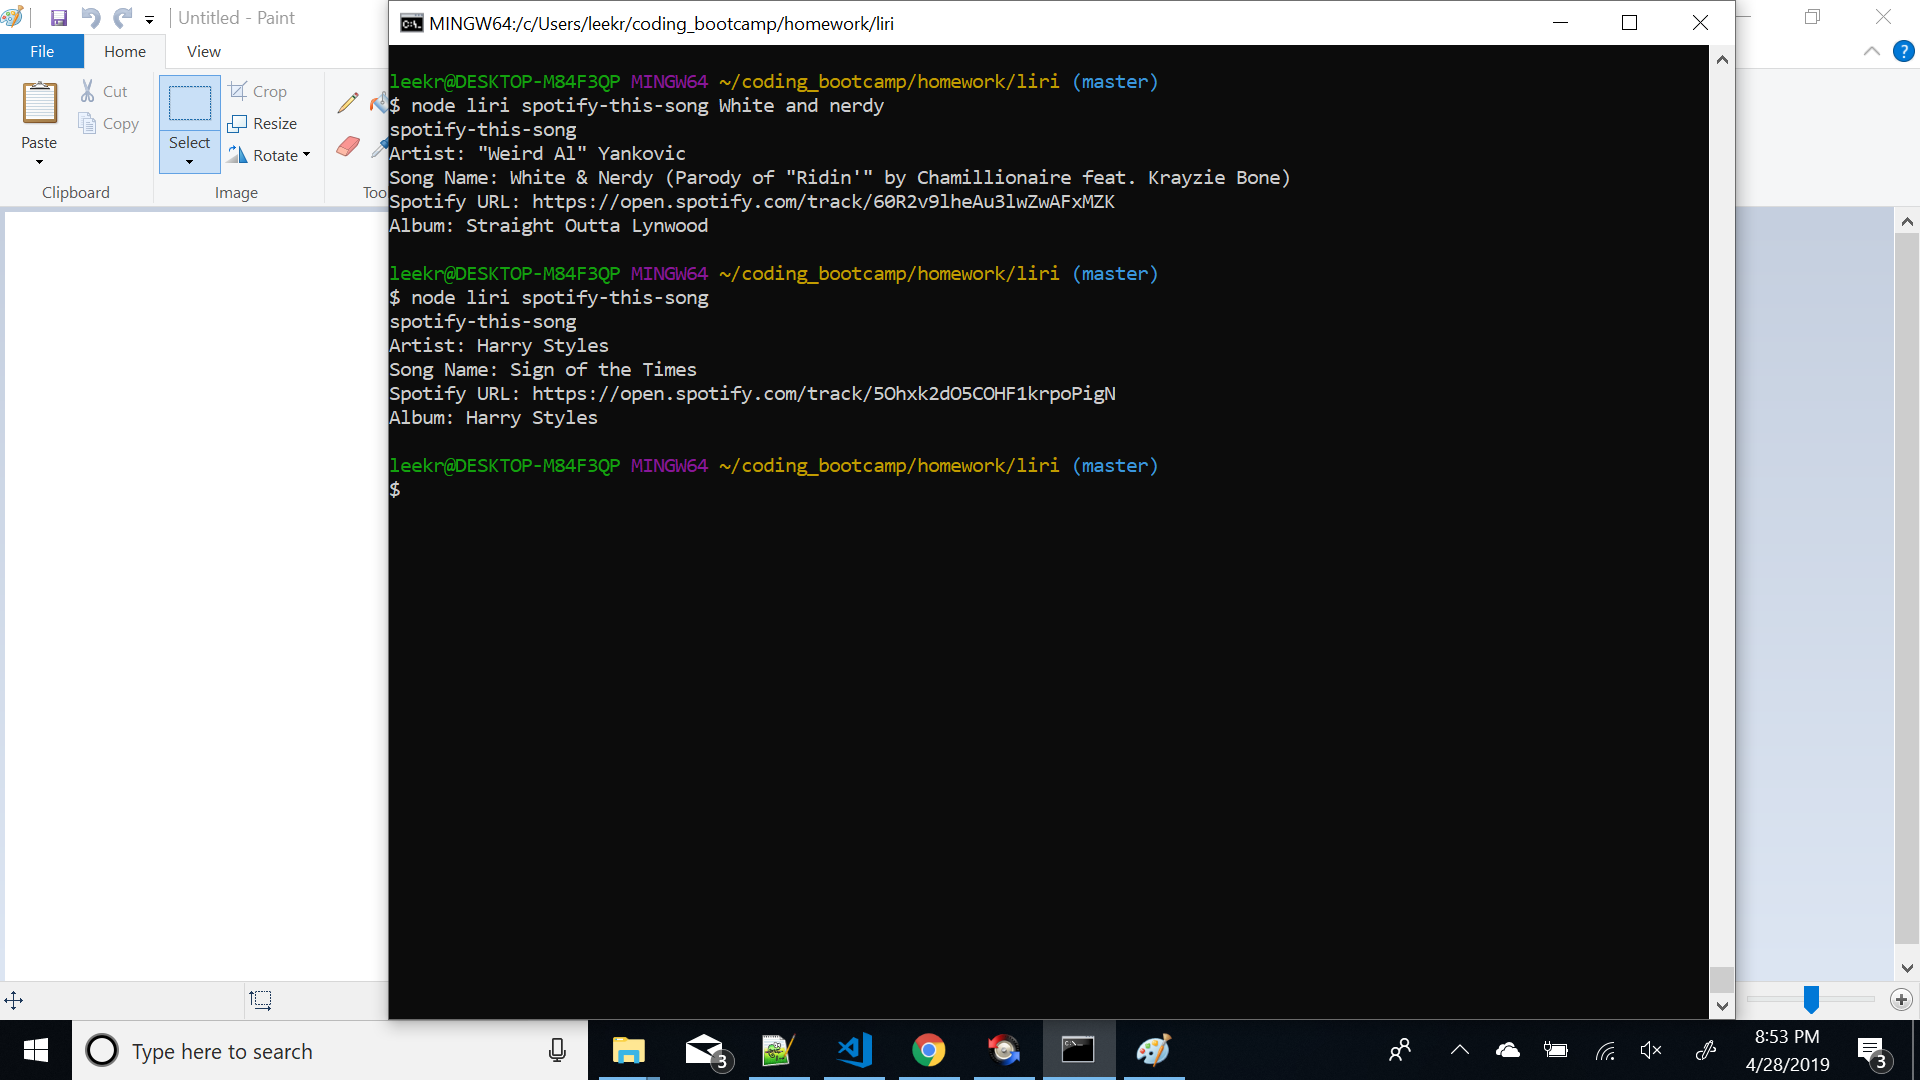 Untitled - Paint
File
Home
View
Paste
Cut
Copy
Clipboard
Select
Crop
Resize
Rotate
Image
Too
MINGW64:/c/Users/leekr/coding_bootcamp/homework/liri
leekr@DESKTOP-M84F3QP MINGW64 ~/coding_bootcamp/homework/liri (master)
$ node liri spotify-this-song White and nerdy
spotify-this-song
Artist: "Weird Al" Yankovic
Song Name: White & Nerdy (Parody of "Ridin'" by Chamillionaire feat. Krayzie Bone)
Spotify URL: https://open.spotify.com/track/60R2v9lheAu3lwZwAFxMZK
Album: Straight Outta Lynwood
leekr@DESKTOP-M84F3QP MINGW64 ~/coding_bootcamp/homework/liri (master)
$ node liri spotify-this-song
spotify-this-song
Artist: Harry Styles
Song Name: Sign of the Times
Spotify URL: https://open.spotify.com/track/5Ohxk2dO5COHF1krpoPigN
Album: Harry Styles
leekr@DESKTOP-M84F3QP MINGW64 ~/coding_bootcamp/homework/liri (master)
$
Type here to search
3
8:53 PM
4/28/2019
3